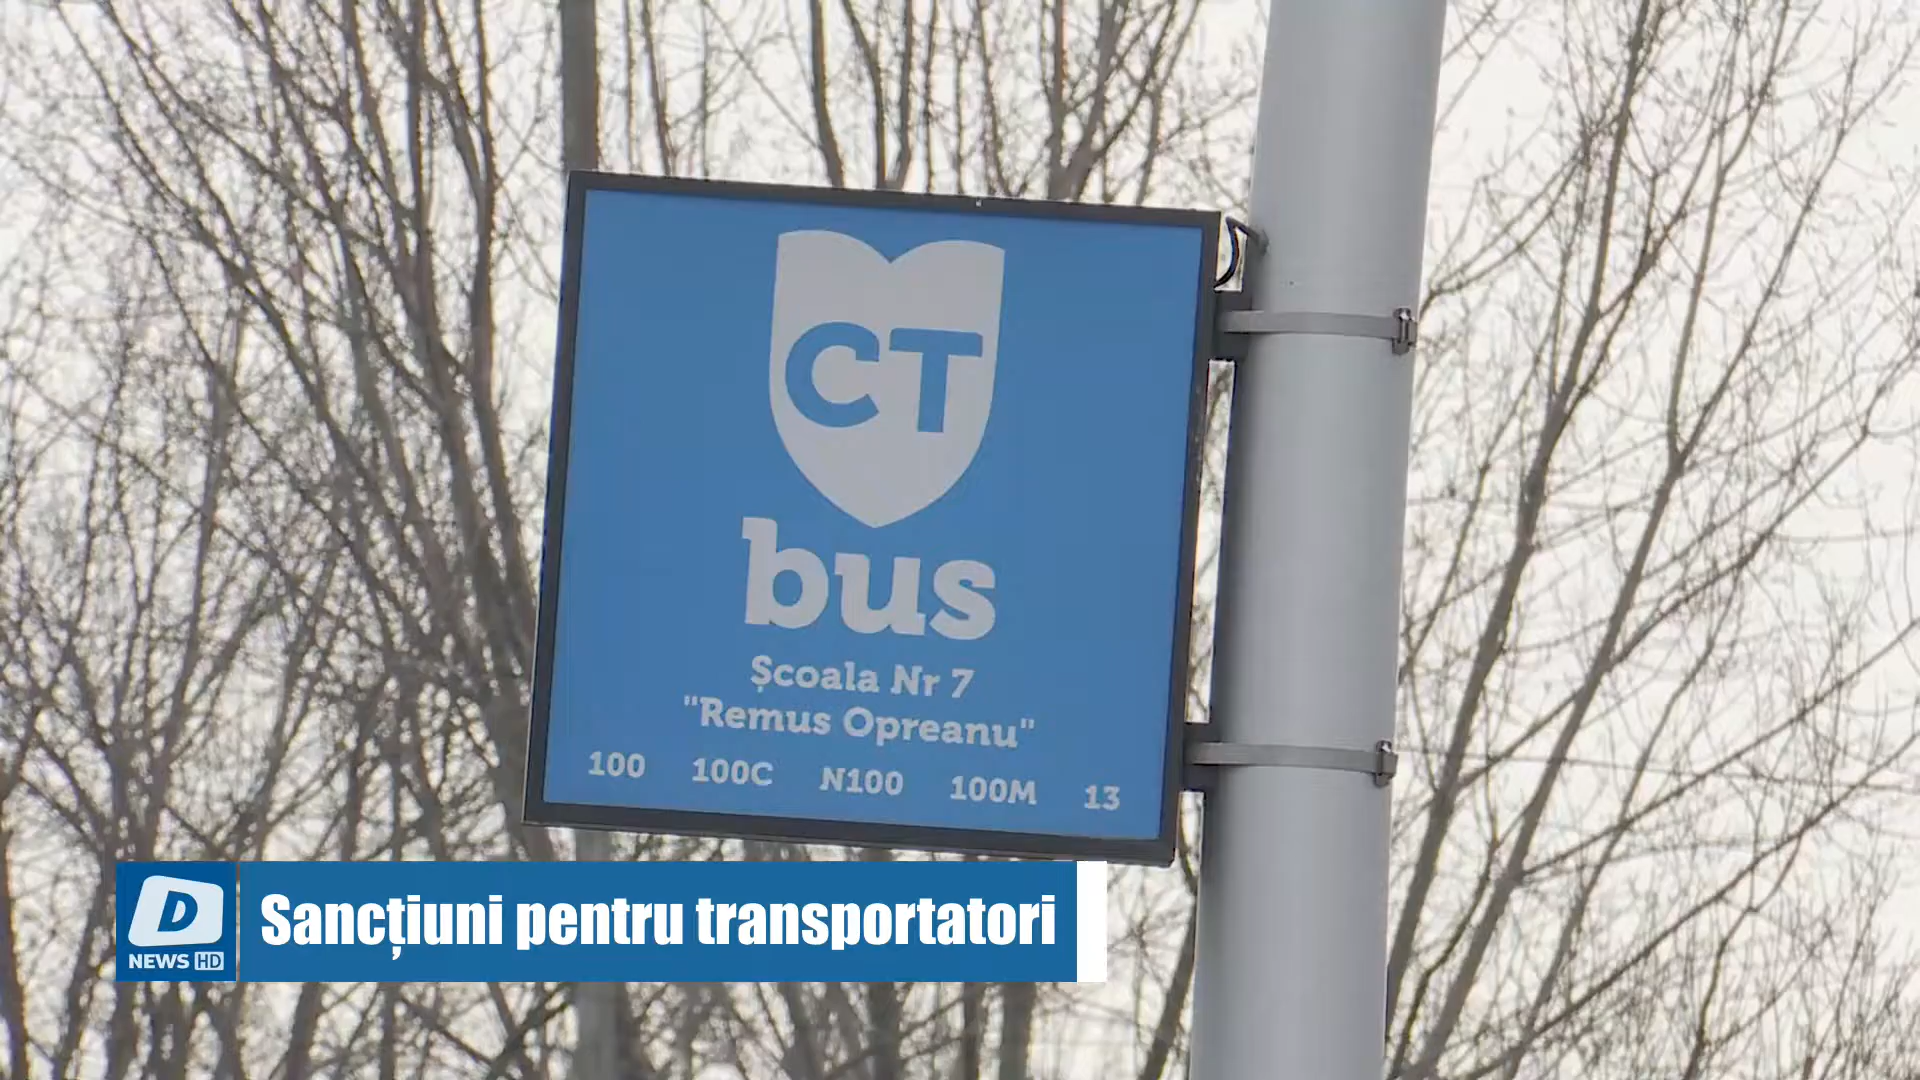 CT
bus
Școala Nr 7
"Remus Opreanu"
100 100C N100 100M 13
D
NEWS HD
Sancțiuni pentru transportatori